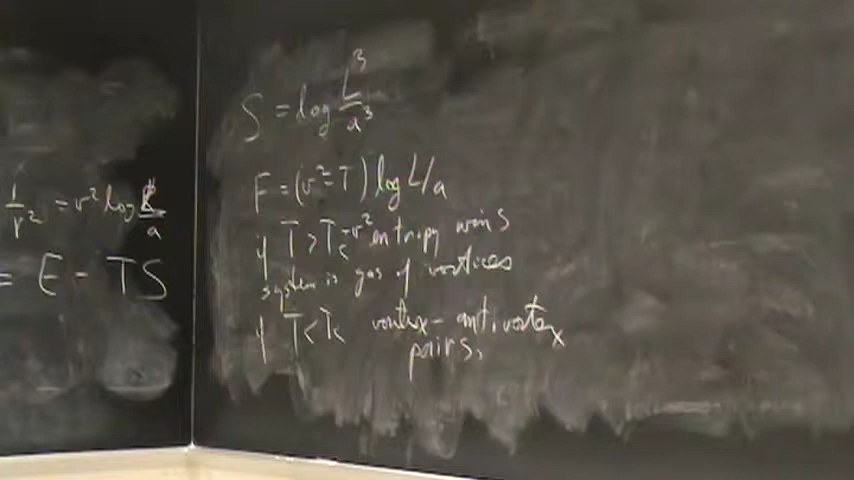 1/r² = v² log R/a
= E - TS
S = log L³/a³
F = (v² - T) log L/a
if T > Tc ~ v² entropy wins
system is gas of vortices
if T < Tc vortex - antivortex
pairs.